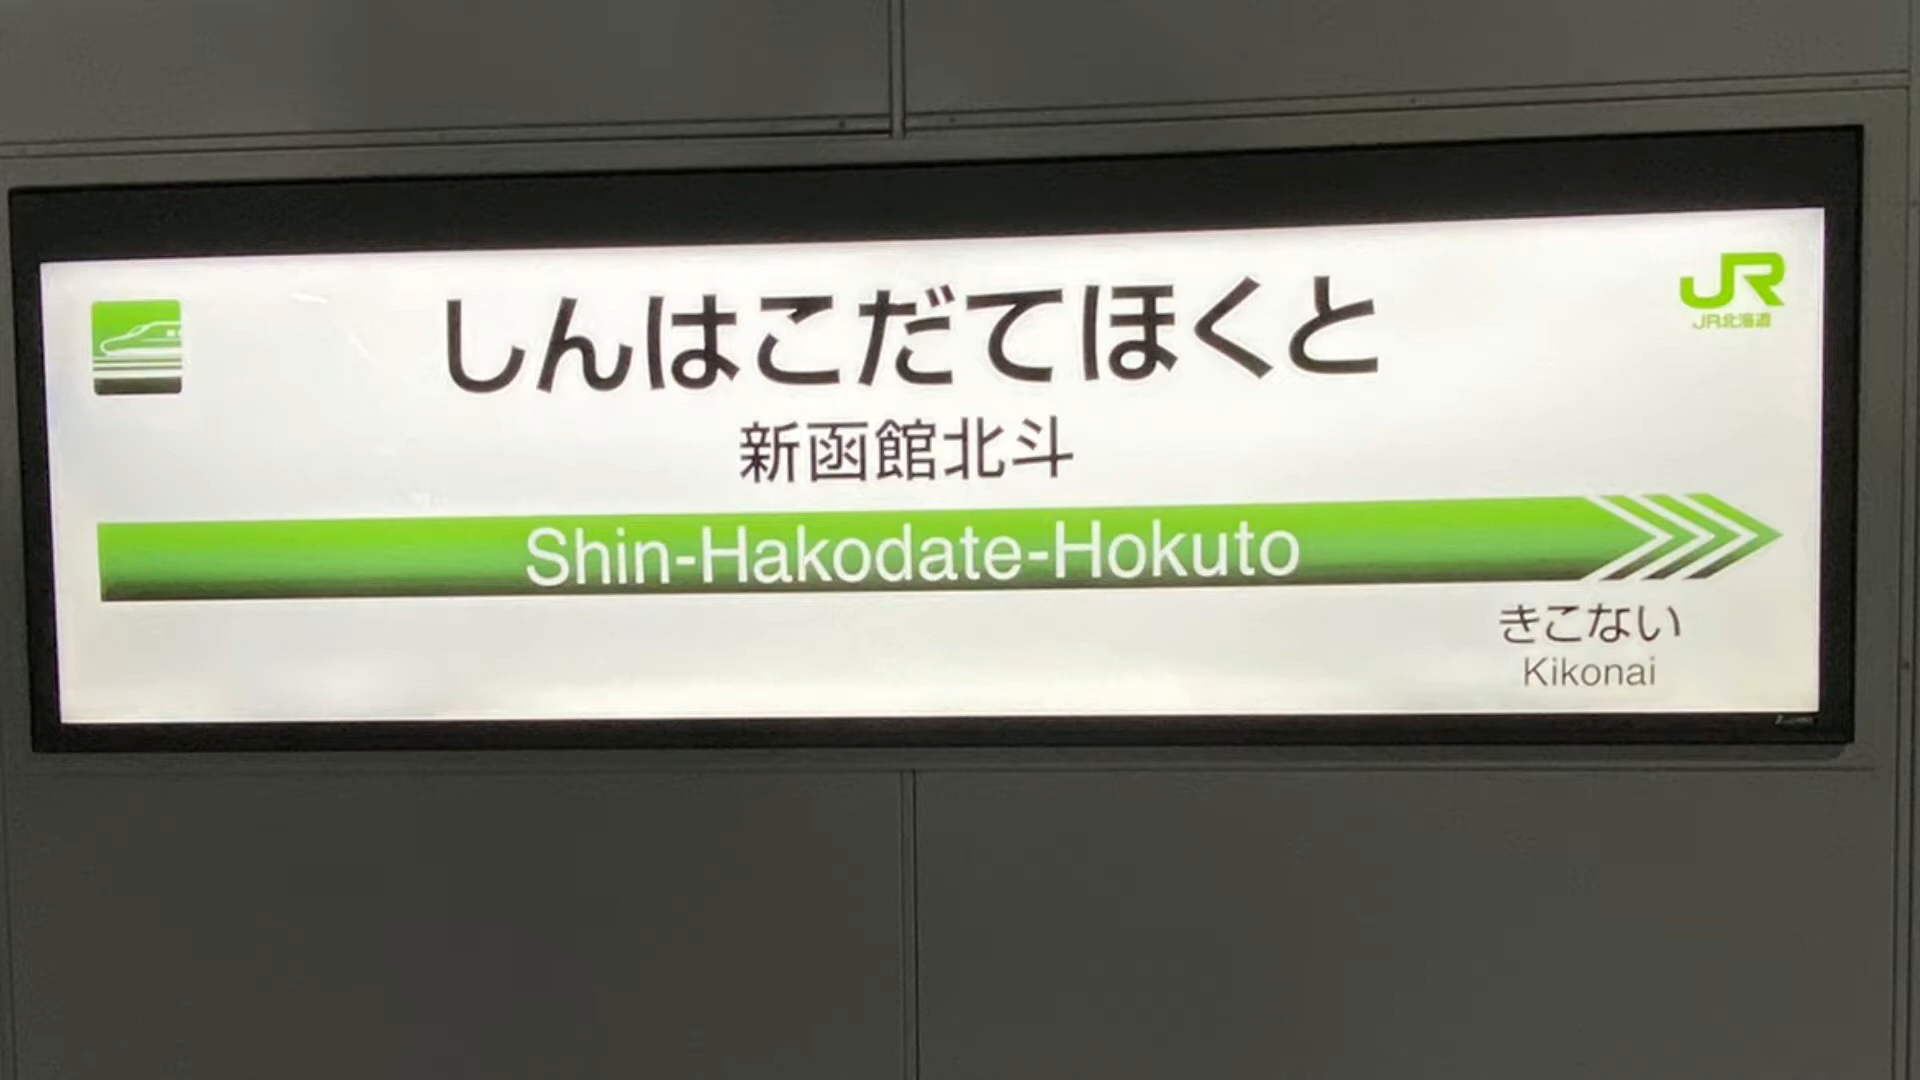 しんはこだてほくと
JR
JR北海道
新函館北斗
Shin-Hakodate-Hokuto
きこない
Kikonai